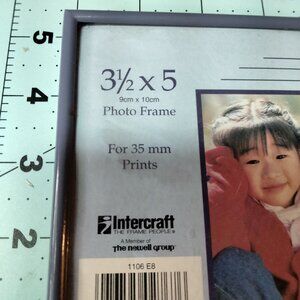 5
4
3
2
3½ x 5
9cm x 10cm
Photo Frame
For 35 mm
Prints
Intercraft
THE FRAME PEOPLE®
A Member of
The newell group™
1106 E8